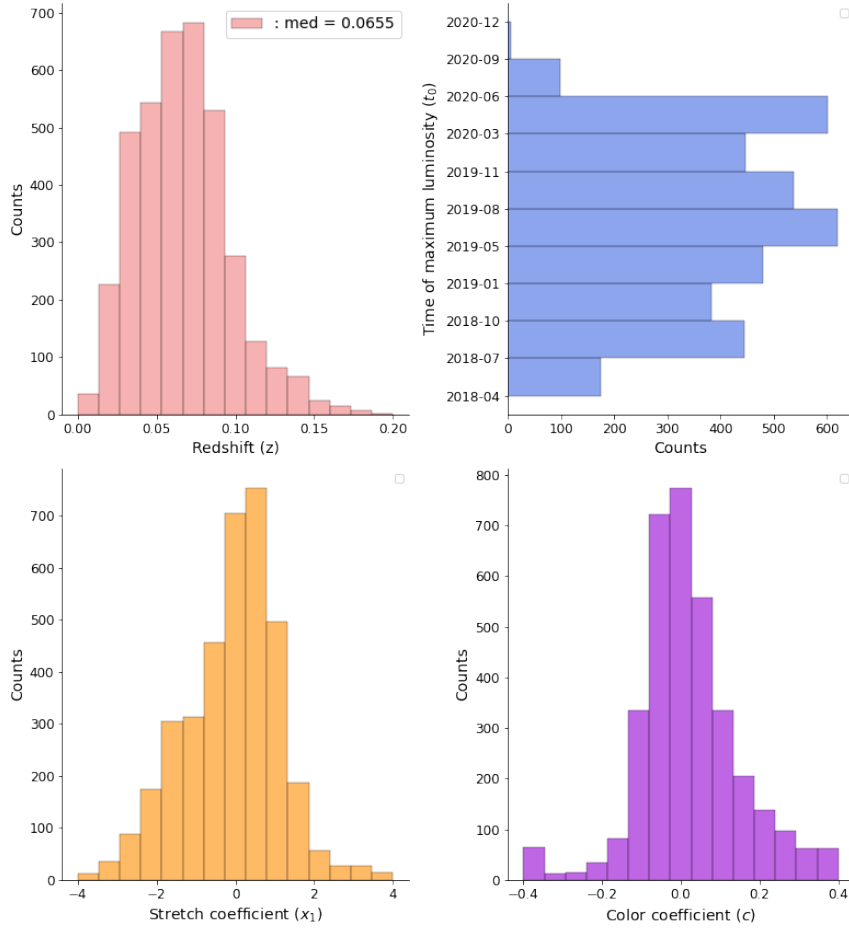 : med = 0.0655
700
600
500
400
300
200
100
0
Counts
0.00 0.05 0.10 0.15 0.20
Redshift (z)
2020-12
2020-09
2020-06
2020-03
2019-11
2019-08
2019-05
2019-01
2018-10
2018-07
2018-04
Time of maximum luminosity (t₀)
0 100 200 300 400 500 600
Counts
700
600
500
400
300
200
100
0
Counts
−4 −2 0 2 4
Stretch coefficient (x₁)
800
700
600
500
400
300
200
100
0
Counts
−0.4 −0.2 0.0 0.2 0.4
Color coefficient (c)